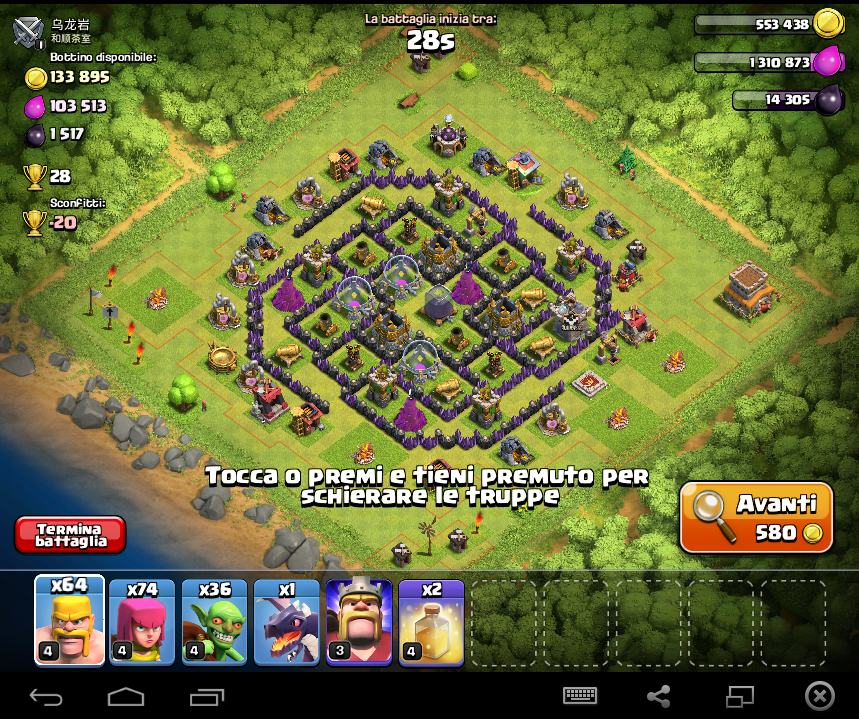 乌龙岩
和顺茶室
Bottino disponibile:
133 895
103 513
1 517
28
Sconfitti:
-20
La battaglia inizia tra:
28s
553 438
1 310 873
14 305
Tocca o premi e tieni premuto per
schierare le truppe
Termina
battaglia
Avanti
580
x64
4
x74
4
x36
4
x1
3
x2
4